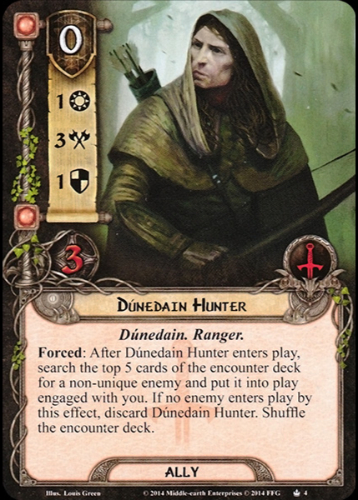 0
1
3
1
3
Dúnedain Hunter
Dúnedain. Ranger.
Forced: After Dúnedain Hunter enters play,
search the top 5 cards of the encounter deck
for a non-unique enemy and put it into play
engaged with you. If no enemy enters play by
this effect, discard Dúnedain Hunter. Shuffle
the encounter deck.
ALLY
Illus. Louis Green © 2014 Middle-earth Enterprises © 2014 FFG 4